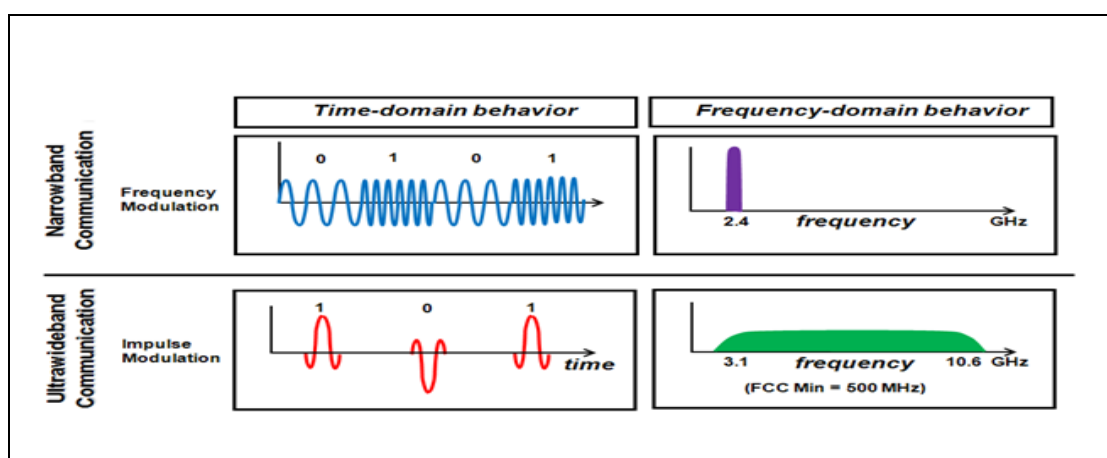 Time-domain behavior
Frequency-domain behavior
Narrowband
Communication
Frequency
Modulation
0 1 0 1
2.4 frequency GHz
Ultrawideband
Communication
Impulse
Modulation
1 0 1
time
3.1 frequency 10.6 GHz
(FCC Min = 500 MHz)